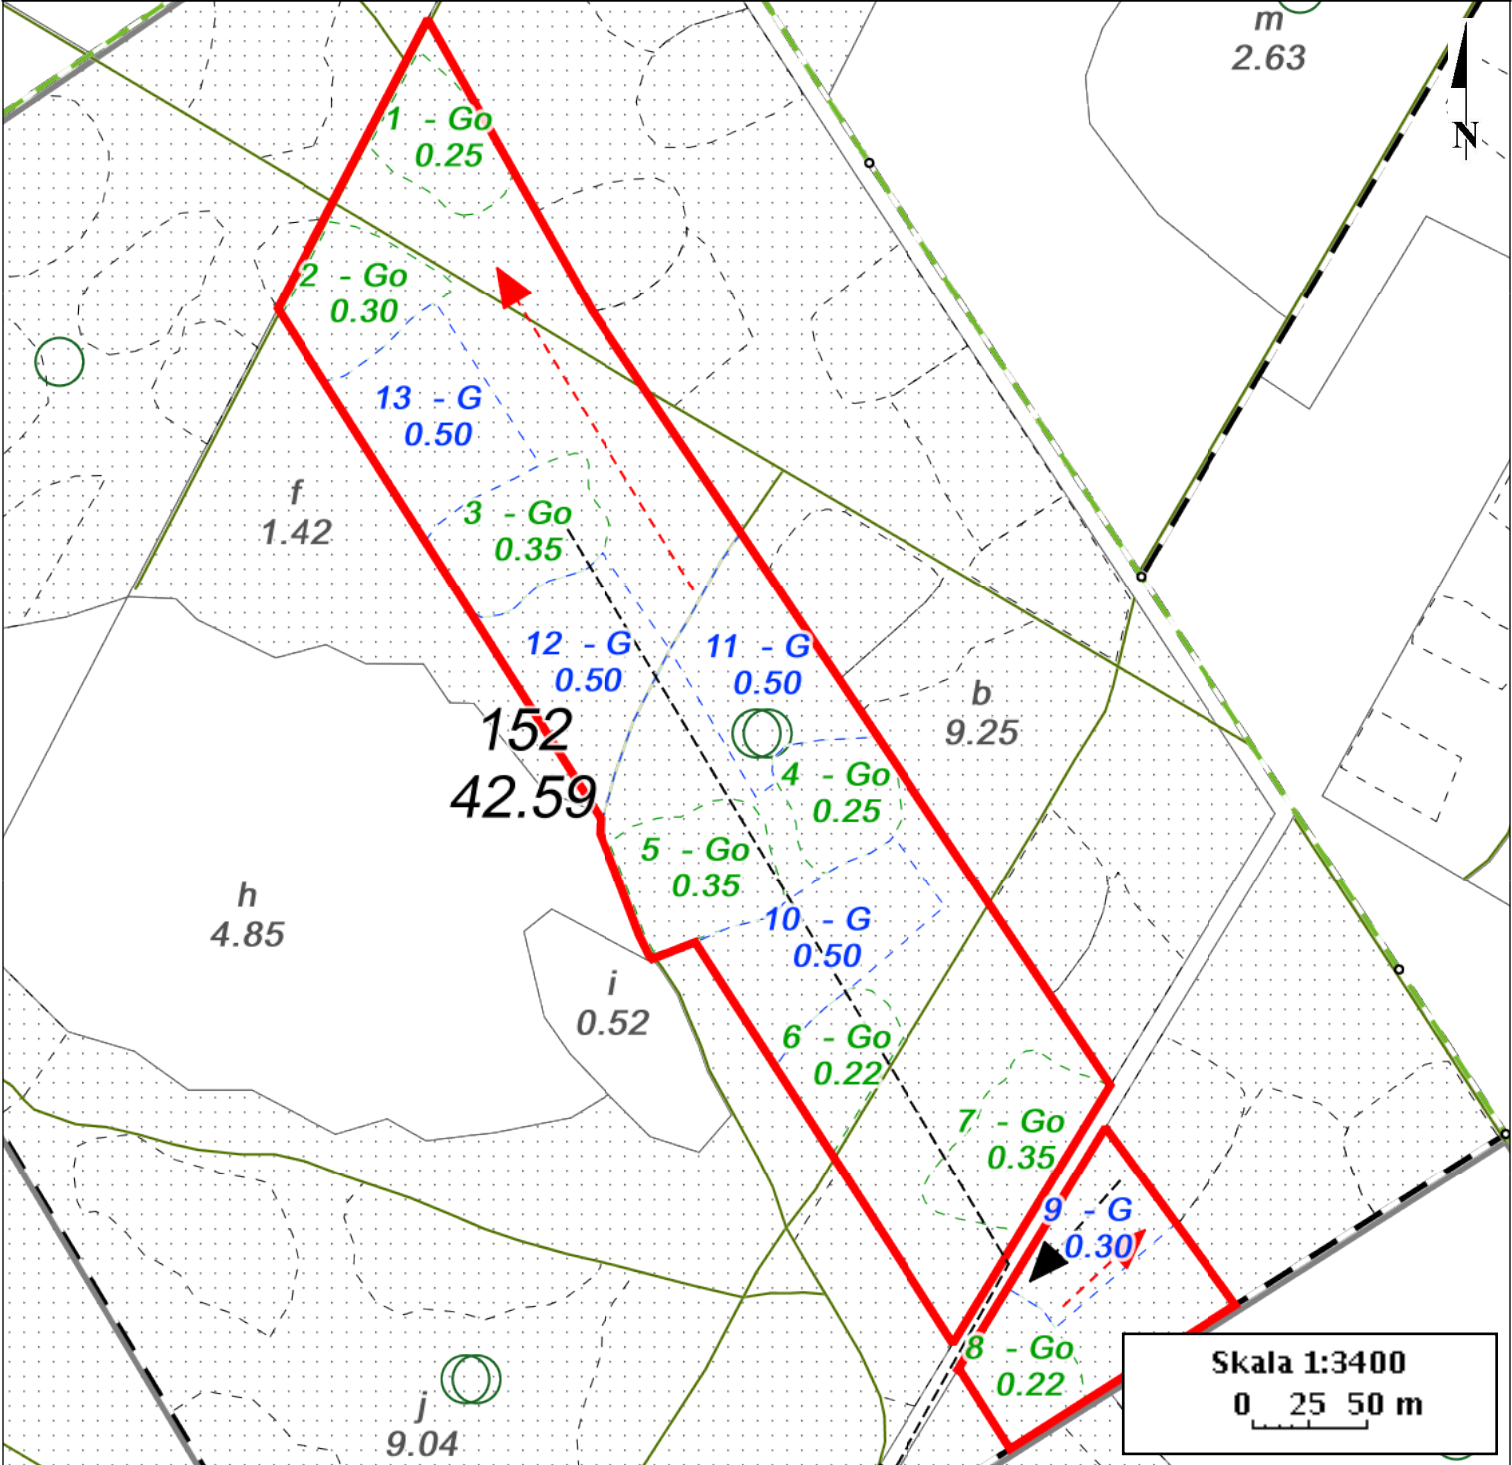 m
2.63
N
1 - Go
0.25
2 - Go
0.30
13 - G
0.50
f
1.42
3 - Go
0.35
12 - G
0.50
11 - G
0.50
b
9.25
152
42.59
4 - Go
0.25
5 - Go
0.35
h
4.85
10 - G
0.50
i
0.52
6 - Go
0.22
7 - Go
0.35
9 - G
0.30
8 - Go
0.22
j
9.04
Skala 1:3400
0 25 50 m